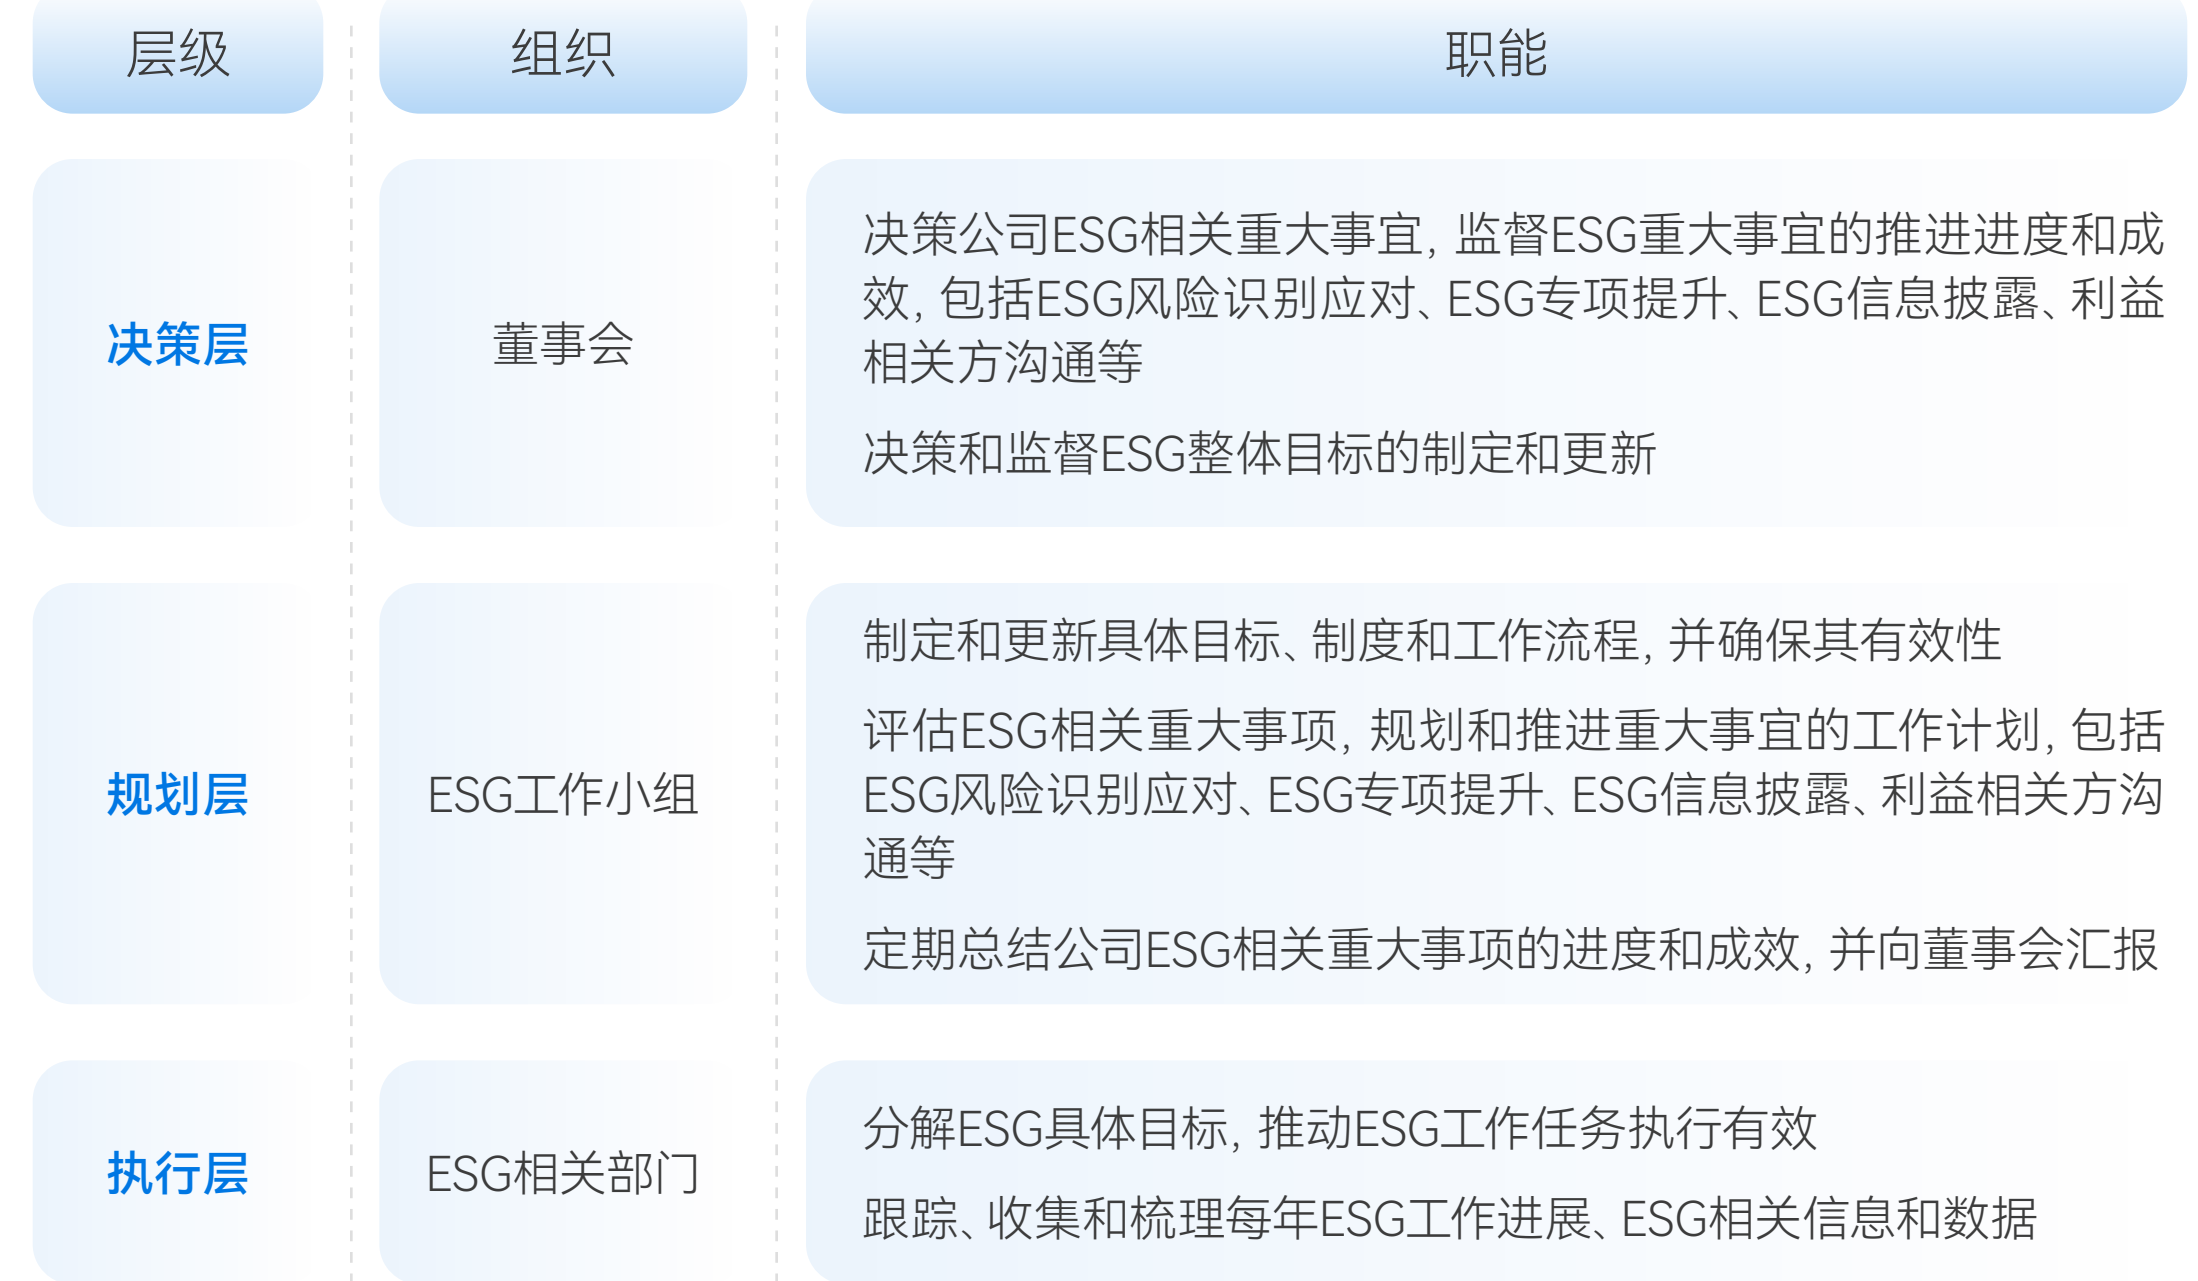 层级
组织
职能
决策层
董事会
决策公司ESG相关重大事宜，监督ESG重大事宜的推进进度和成
效，包括ESG风险识别应对、ESG专项提升、ESG信息披露、利益
相关方沟通等
决策和监督ESG整体目标的制定和更新
规划层
ESG工作小组
制定和更新具体目标、制度和工作流程，并确保其有效性
评估ESG相关重大事项，规划和推进重大事宜的工作计划，包括
ESG风险识别应对、ESG专项提升、ESG信息披露、利益相关方沟
通等
定期总结公司ESG相关重大事项的进度和成效，并向董事会汇报
执行层
ESG相关部门
分解ESG具体目标，推动ESG工作任务执行有效
跟踪、收集和梳理每年ESG工作进展、ESG相关信息和数据